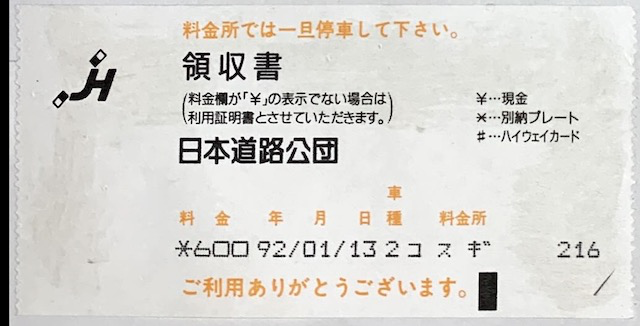 料金所では一旦停車して下さい。
JH
領収書
(料金欄が「¥」の表示でない場合は
利用証明書とさせていただきます。)
¥…現金
*…別納プレート
#…ハイウェイカード
日本道路公団
料金 年 月 日 車種 料金所
*600 92/01/13 2 コスギ 216
ご利用ありがとうございます。